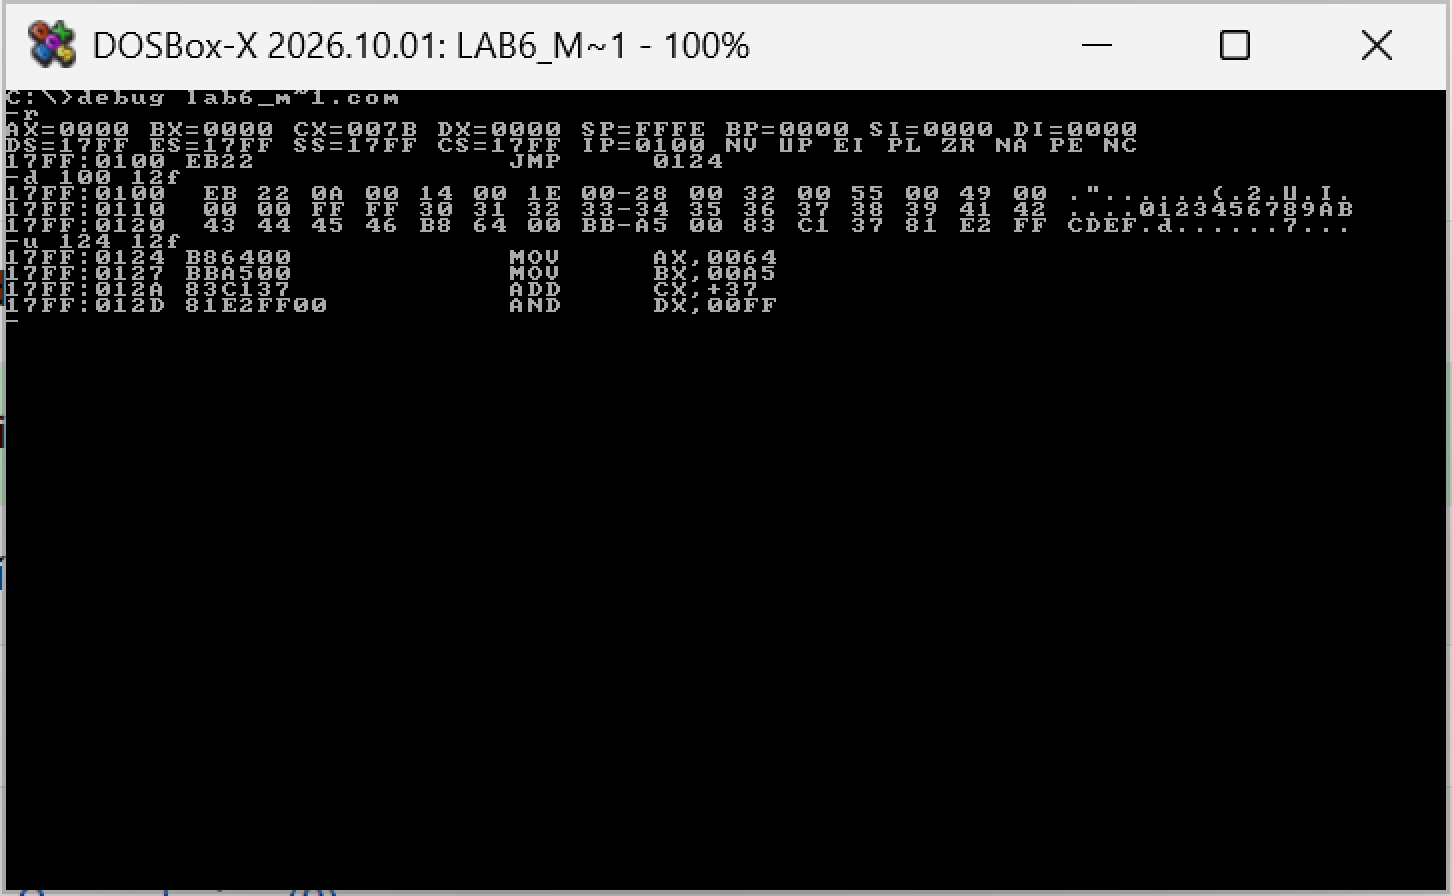 DOSBox-X 2026.10.01: LAB6_M~1 - 100%
C:\>debug lab6_m~1.com
-r
AX=0000 BX=0000 CX=007B DX=0000 SP=FFFE BP=0000 SI=0000 DI=0000
DS=17FF ES=17FF SS=17FF CS=17FF IP=0100 NV UP EI PL ZR NA PE NC
17FF:0100 EB22 JMP 0124
-d 100 12f
17FF:0100 EB 22 0A 00 14 00 1E 00-28 00 32 00 55 00 49 00 ."......(.2.U.I.
17FF:0110 00 00 FF FF 30 31 32 33-34 35 36 37 38 39 41 42 ....0123456789AB
17FF:0120 43 44 45 46 B8 64 00 BB-A5 00 83 C1 37 81 E2 FF CDEF.d......7...
-u 124 12f
17FF:0124 B86400 MOV AX,0064
17FF:0127 BBA500 MOV BX,00A5
17FF:012A 83C137 ADD CX,+37
17FF:012D 81E2FF00 AND DX,00FF
-